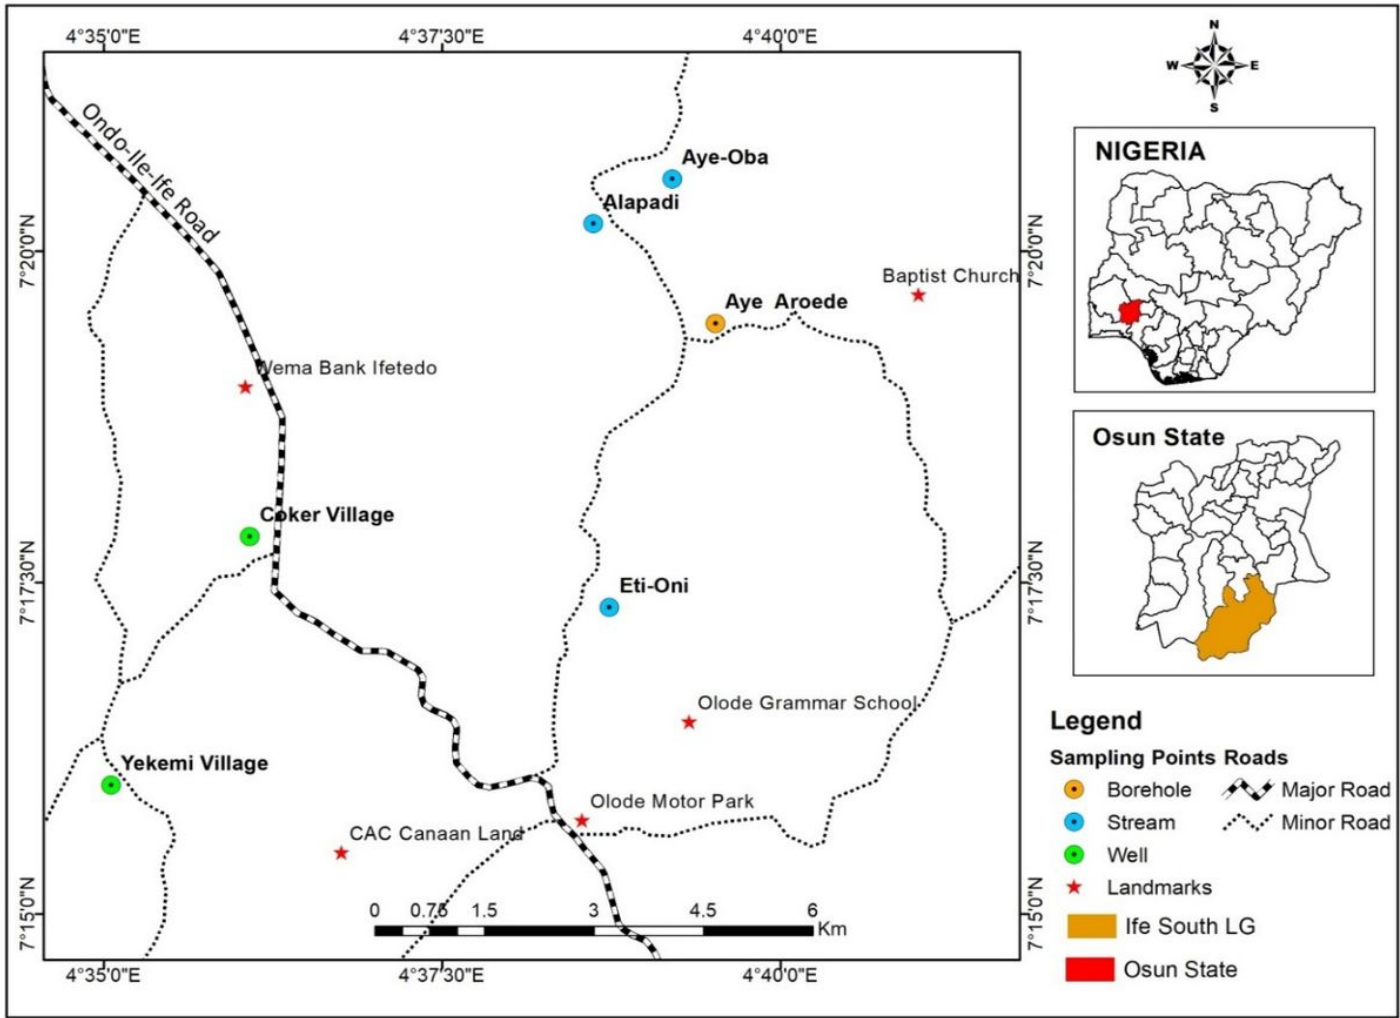 4°35'0"E 4°37'30"E 4°40'0"E
N
W E
S
Ondo-Ile-Ife Road
Aye-Oba
Alapadi
7°20'0"N 7°20'0"N
Baptist Church
Aye Aroede
Wema Bank Ifetedo
Coker Village
7°17'30"N 7°17'30"N
Eti-Oni
Olode Grammar School
Yekemi Village
Olode Motor Park
CAC Canaan Land
7°15'0"N 7°15'0"N
0 0.75 1.5 3 4.5 6
Km
4°35'0"E 4°37'30"E 4°40'0"E
NIGERIA
Osun State
Legend
Sampling Points Roads
Borehole Major Road
Stream Minor Road
Well
Landmarks
Ife South LG
Osun State